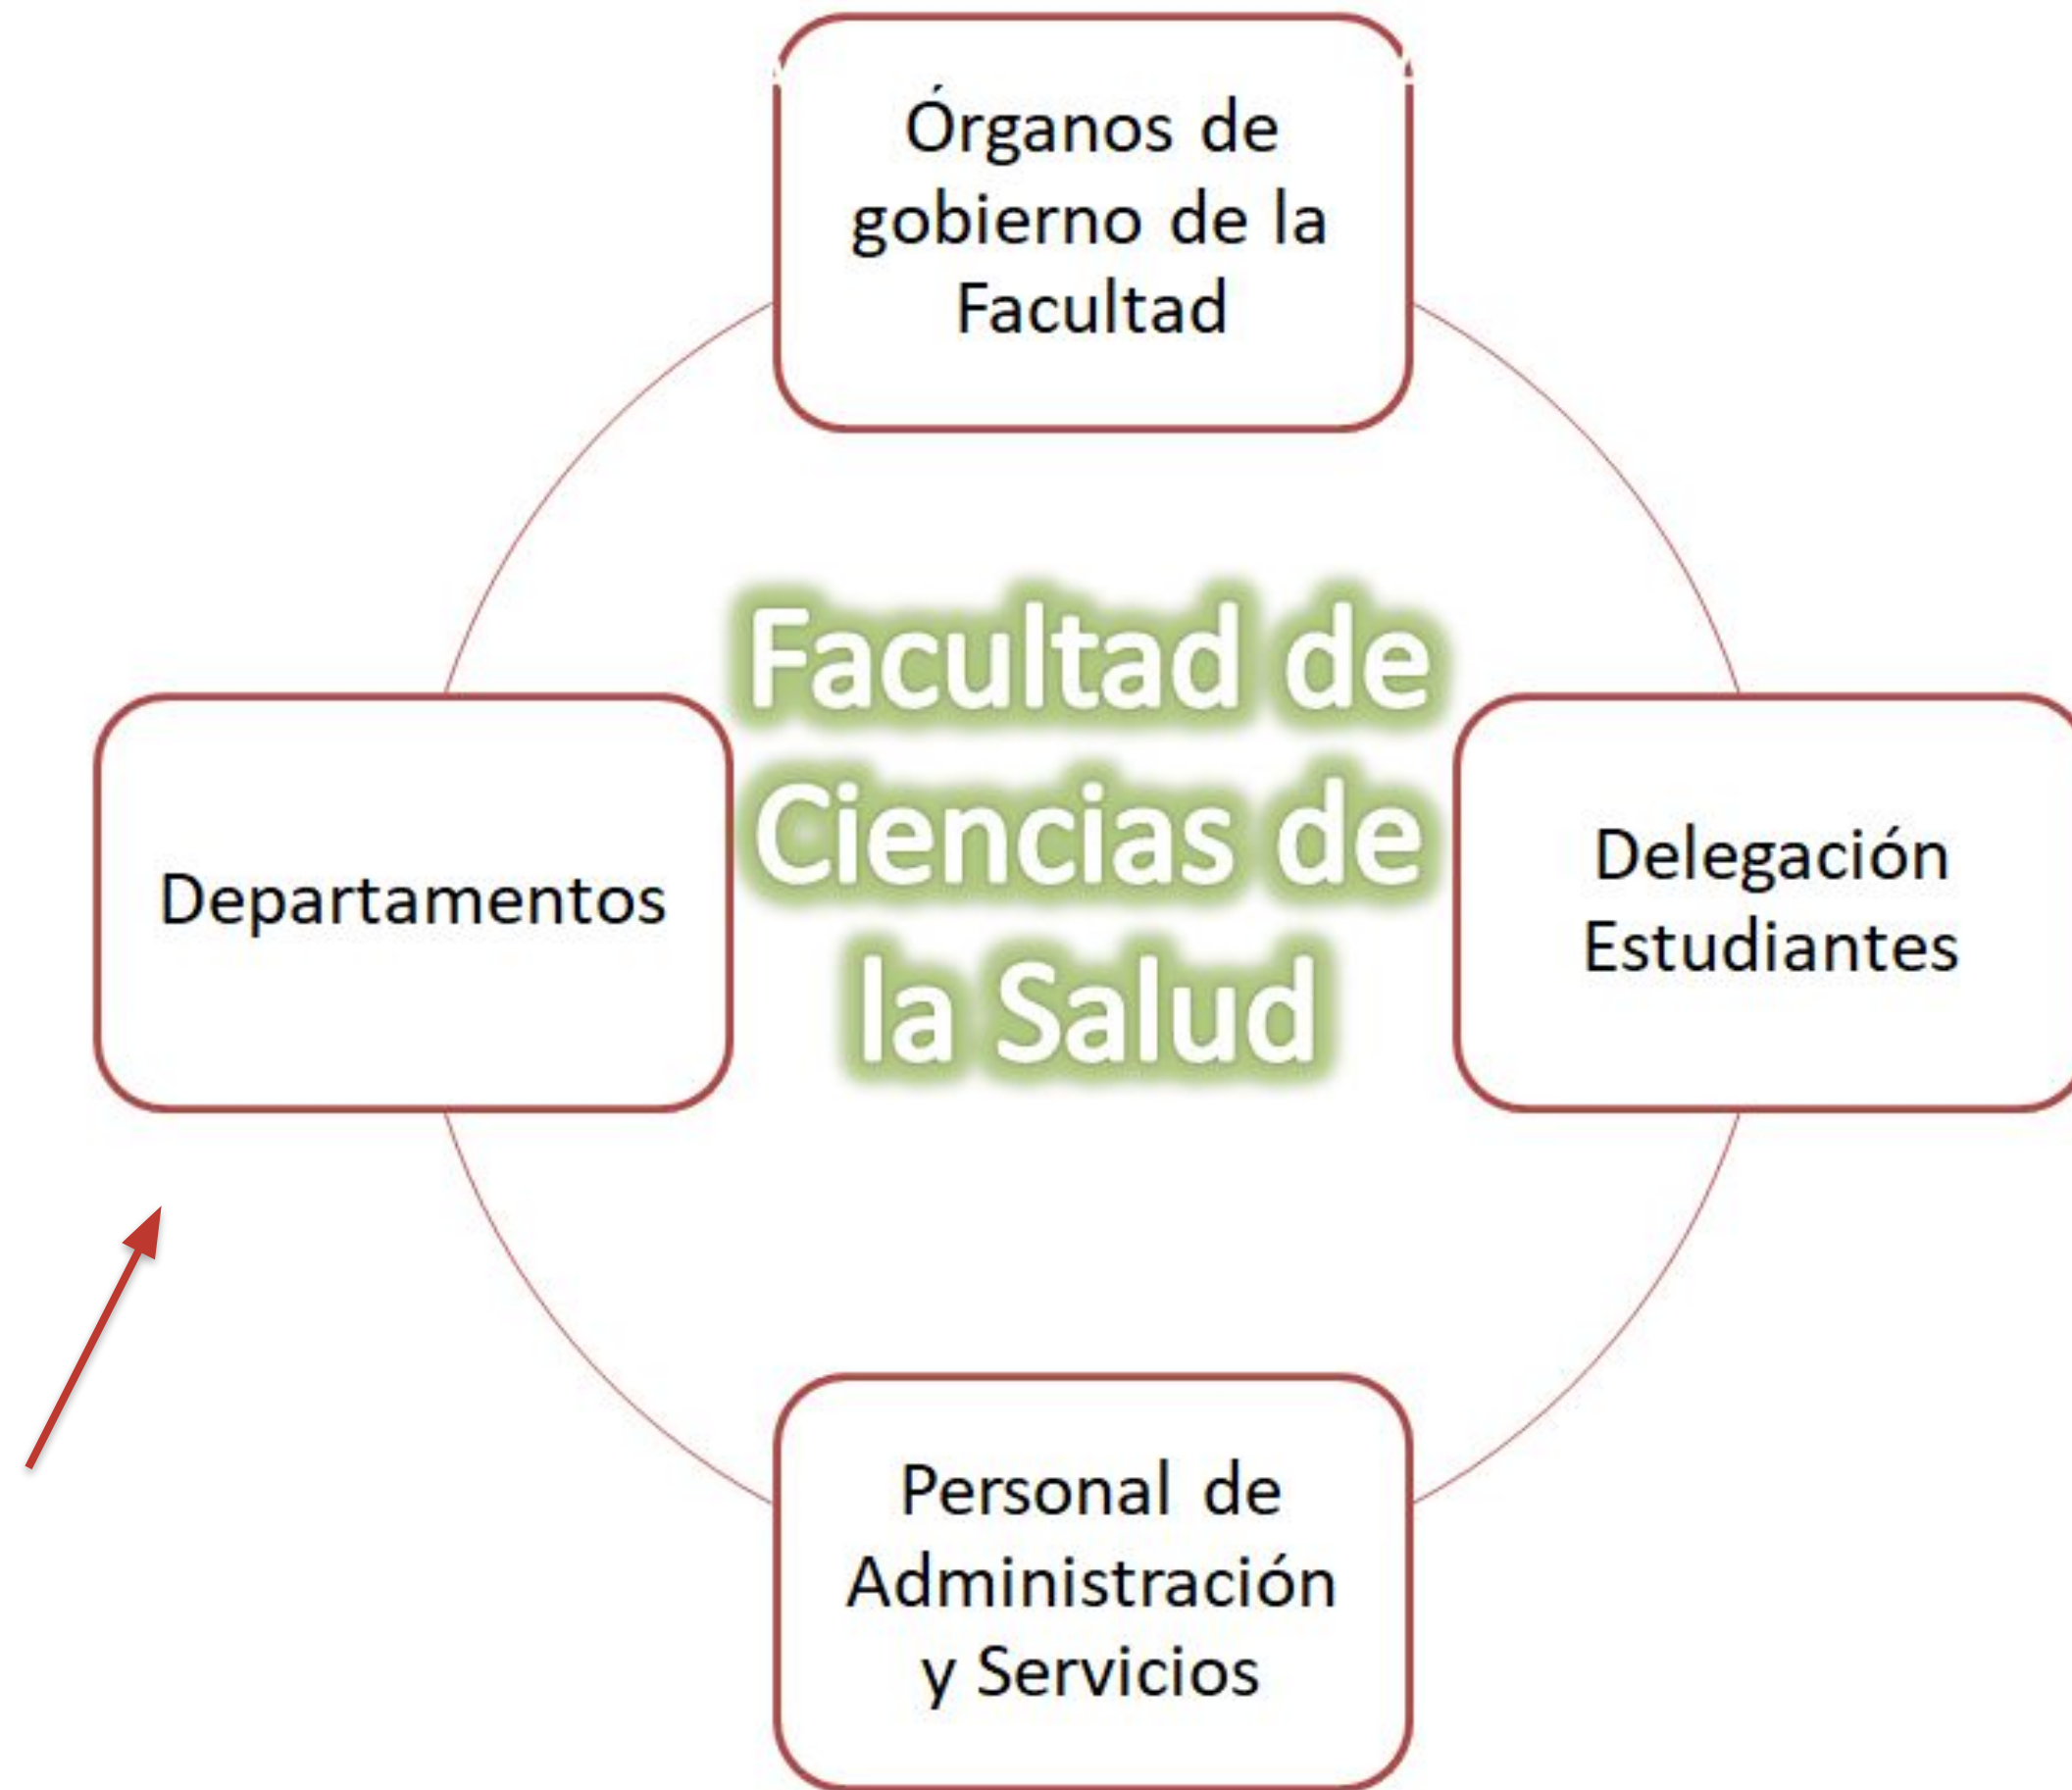 Órganos de
gobierno de la
Facultad
Facultad de
Ciencias de
la Salud
Departamentos
Delegación
Estudiantes
Personal de
Administración
y Servicios